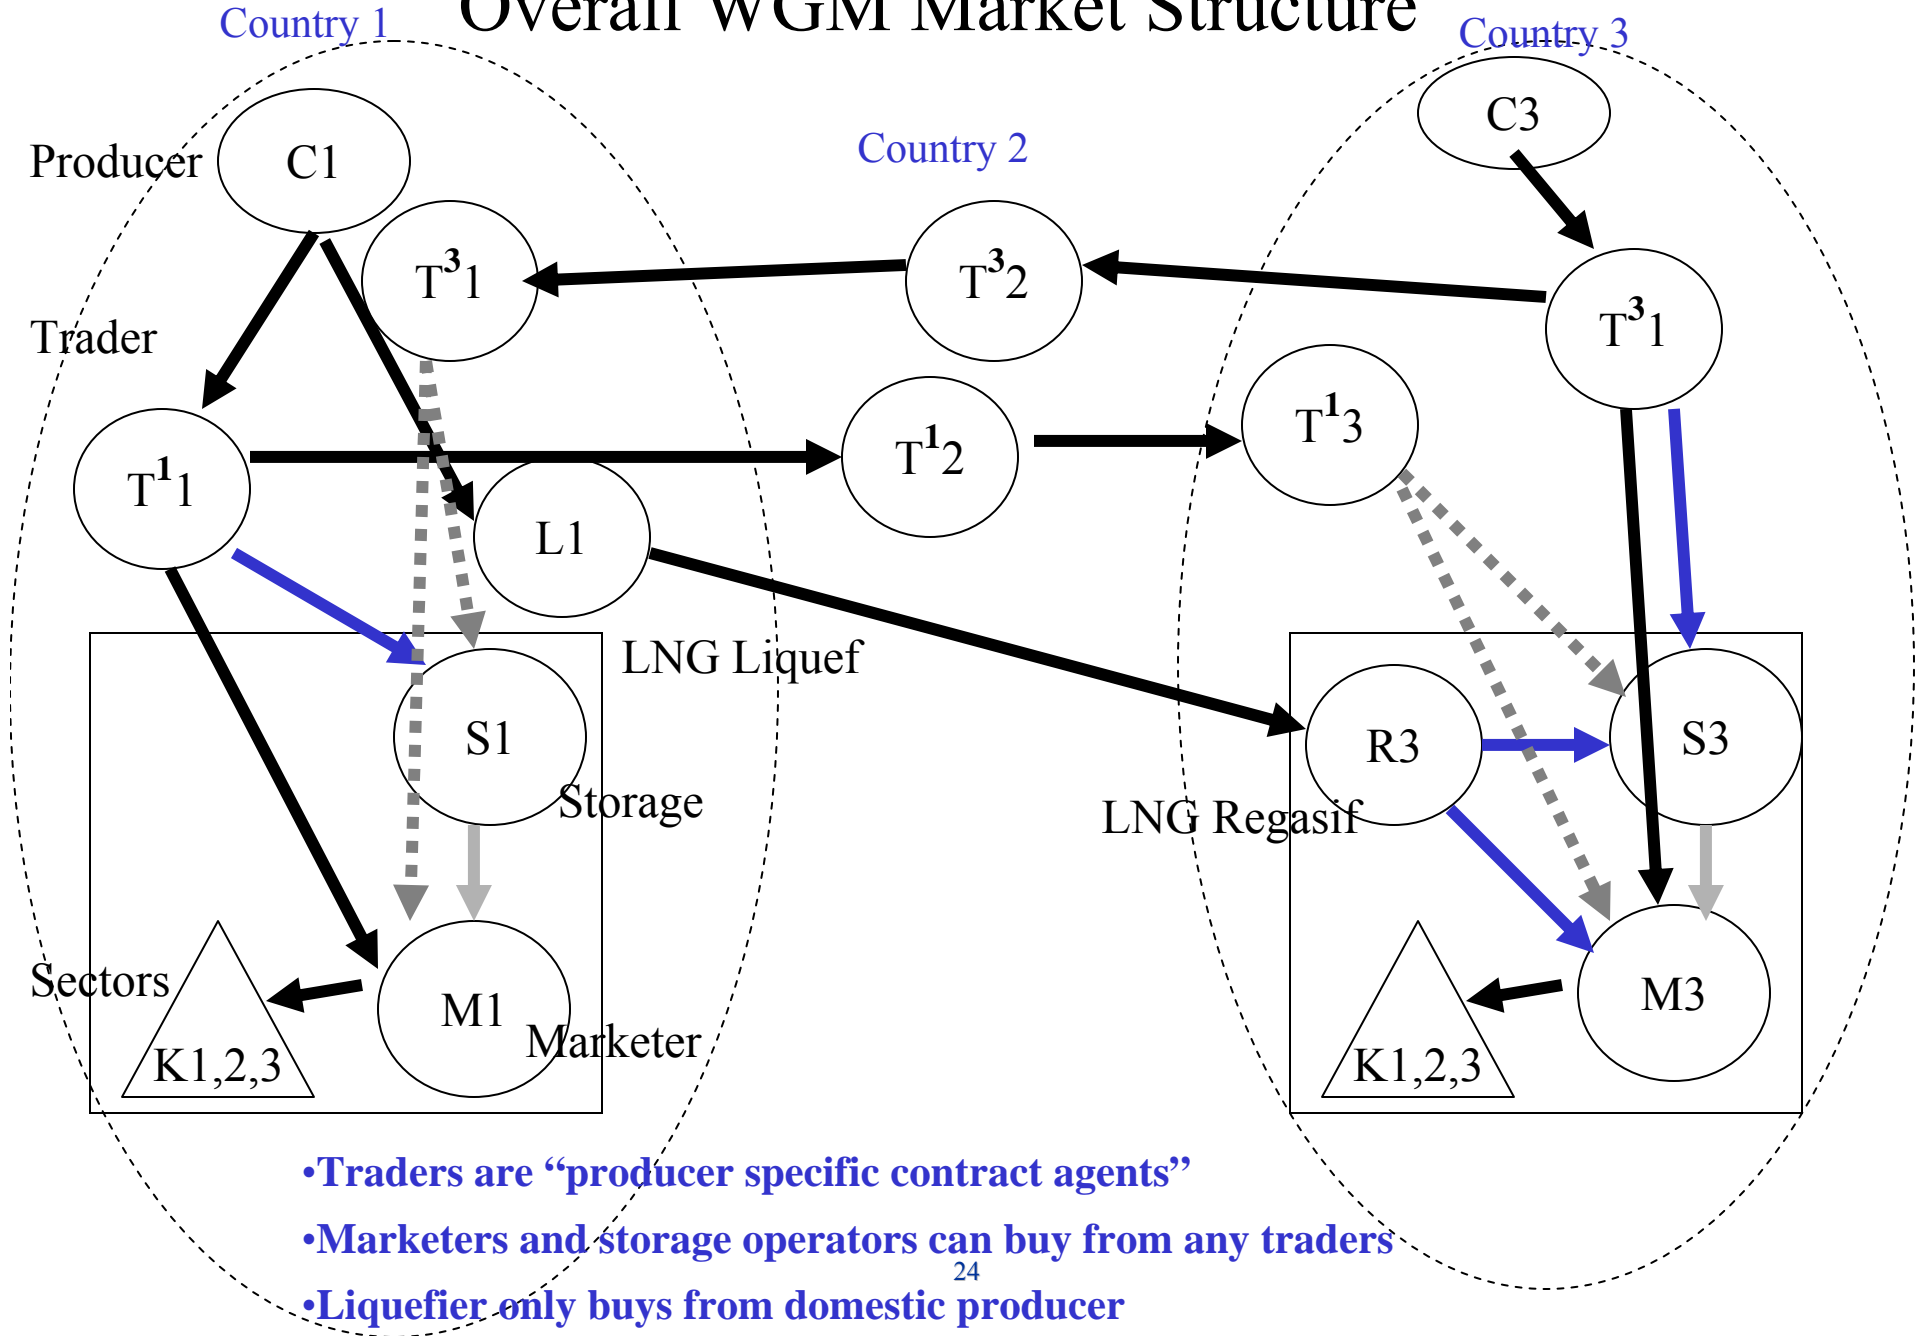 Overall WGM Market Structure
Country 1
Country 3
C3
Producer
C1
Country 2
T³1
T³2
T³1
Trader
T¹1
T¹2
T¹3
L1
LNG Liquef
S1
R3
S3
Storage
LNG Regasif
Sectors
M1
M3
Marketer
K1,2,3
K1,2,3
•Traders are “producer specific contract agents”
•Marketers and storage operators can buy from any traders
24
•Liquefier only buys from domestic producer